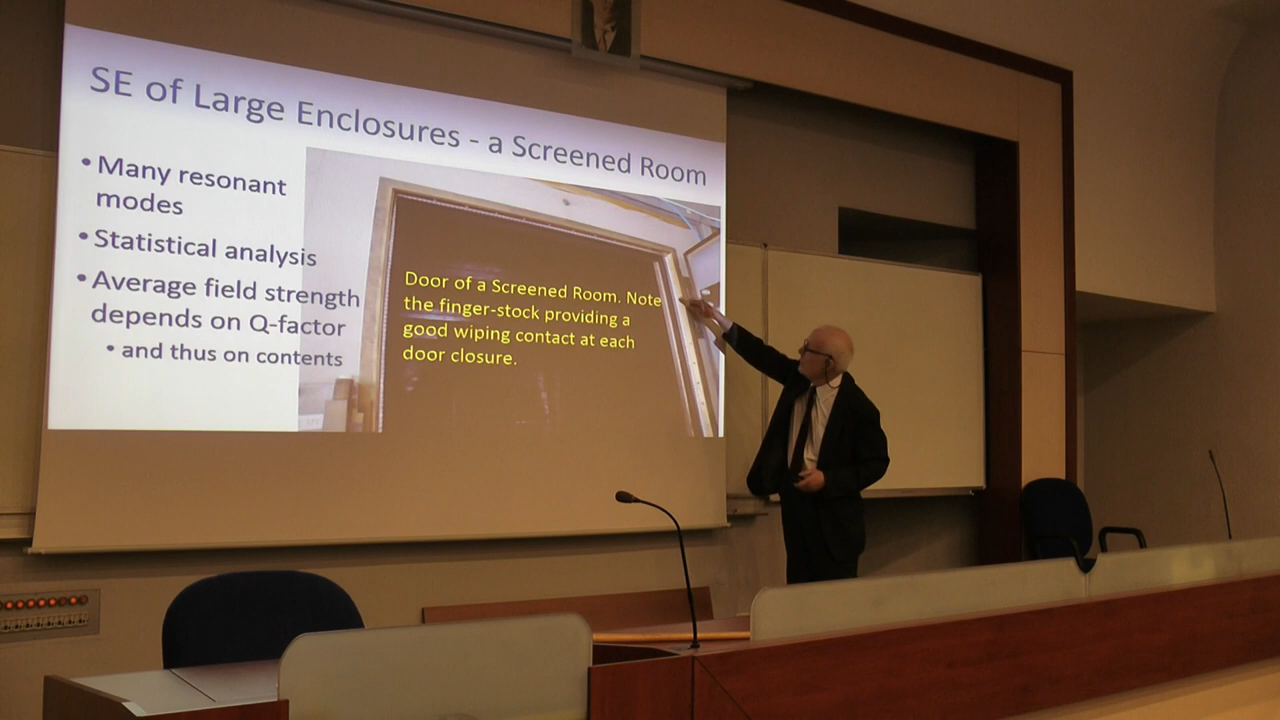 SE of Large Enclosures - a Screened Room
• Many resonant
modes
• Statistical analysis
• Average field strength
depends on Q-factor
• and thus on contents
Door of a Screened Room. Note
the finger-stock providing a
good wiping contact at each
door closure.